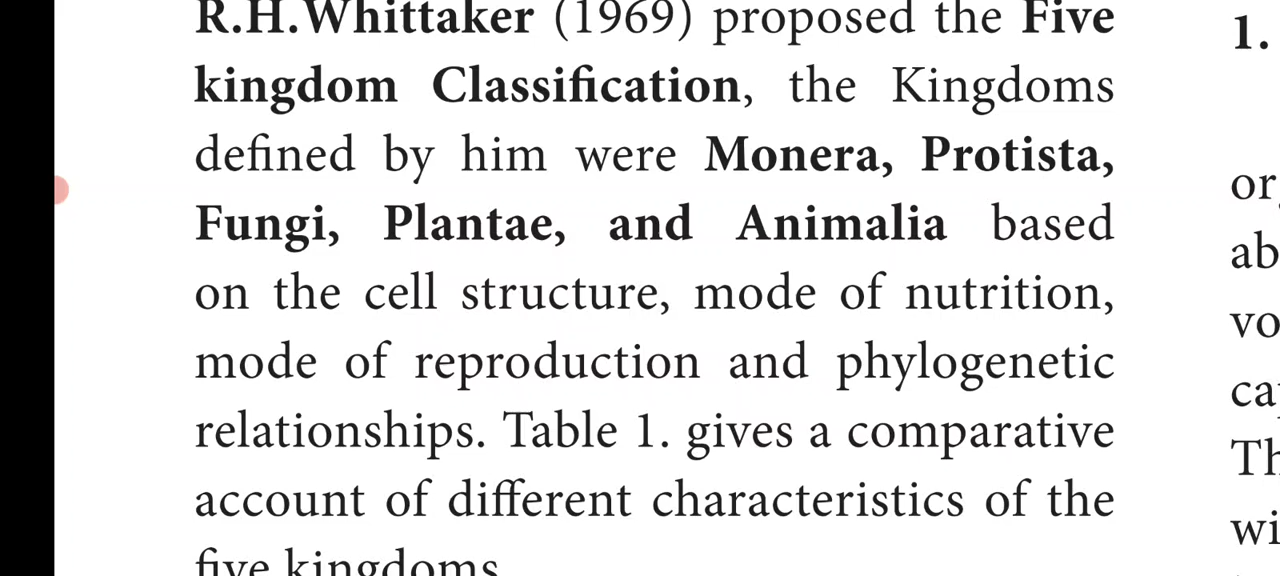 R.H.Whittaker (1969) proposed the Five
kingdom Classification, the Kingdoms
defined by him were Monera, Protista,
Fungi, Plantae, and Animalia based
on the cell structure, mode of nutrition,
mode of reproduction and phylogenetic
relationships. Table 1. gives a comparative
account of different characteristics of the
five kingdoms
1.